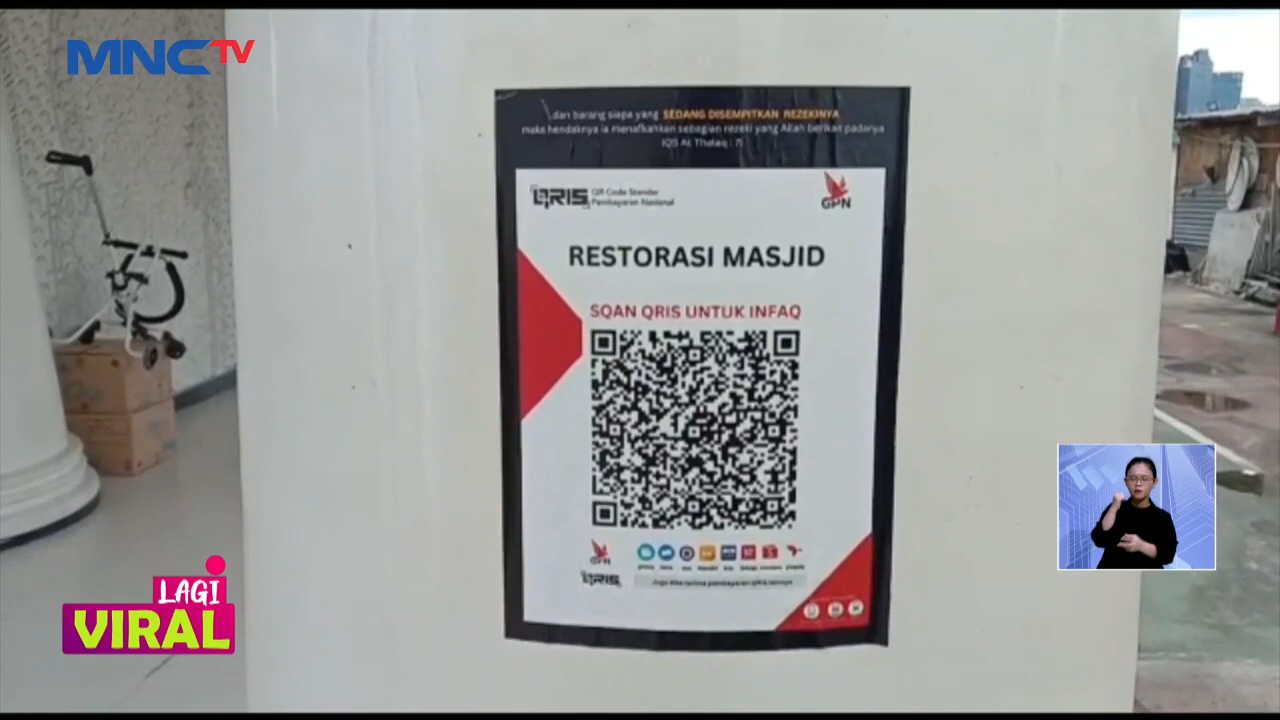 MNCTV
dan barang siapa yang SEDANG DISEMPITKAN REZEKINYA
maka hendaknya ia menafkahkan sebagian rezeki yang Allah berikat padanya
(QS At Thalaq : 7)
QRIS QR Code Standar
Pembayaran Nasional
GPN
RESTORASI MASJID
SQAN QRIS UNTUK INFAQ
GPN
QRIS
LAGI
VIRAL